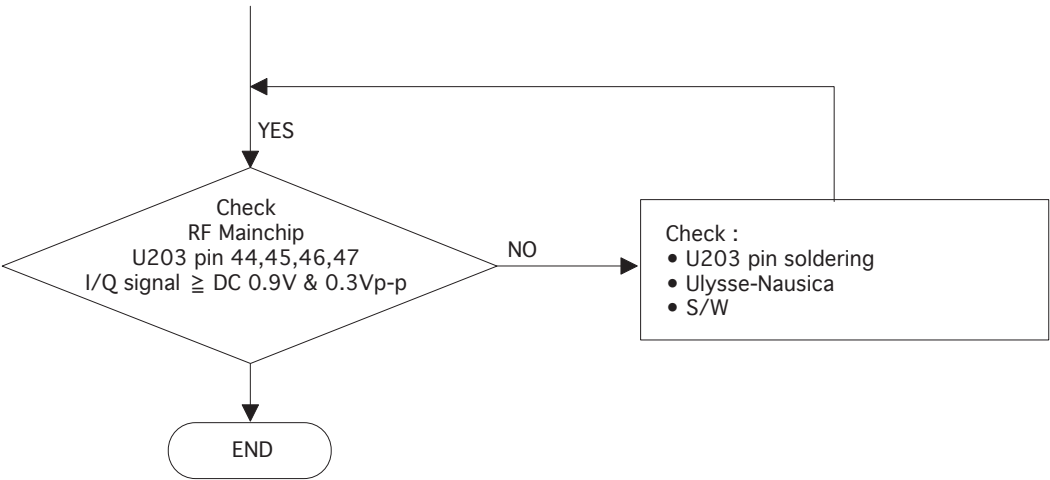 YES
Check
RF Mainchip
U203 pin 44,45,46,47
I/Q signal ≧ DC 0.9V & 0.3Vp-p
NO
Check :
• U203 pin soldering
• Ulysse-Nausica
• S/W
END